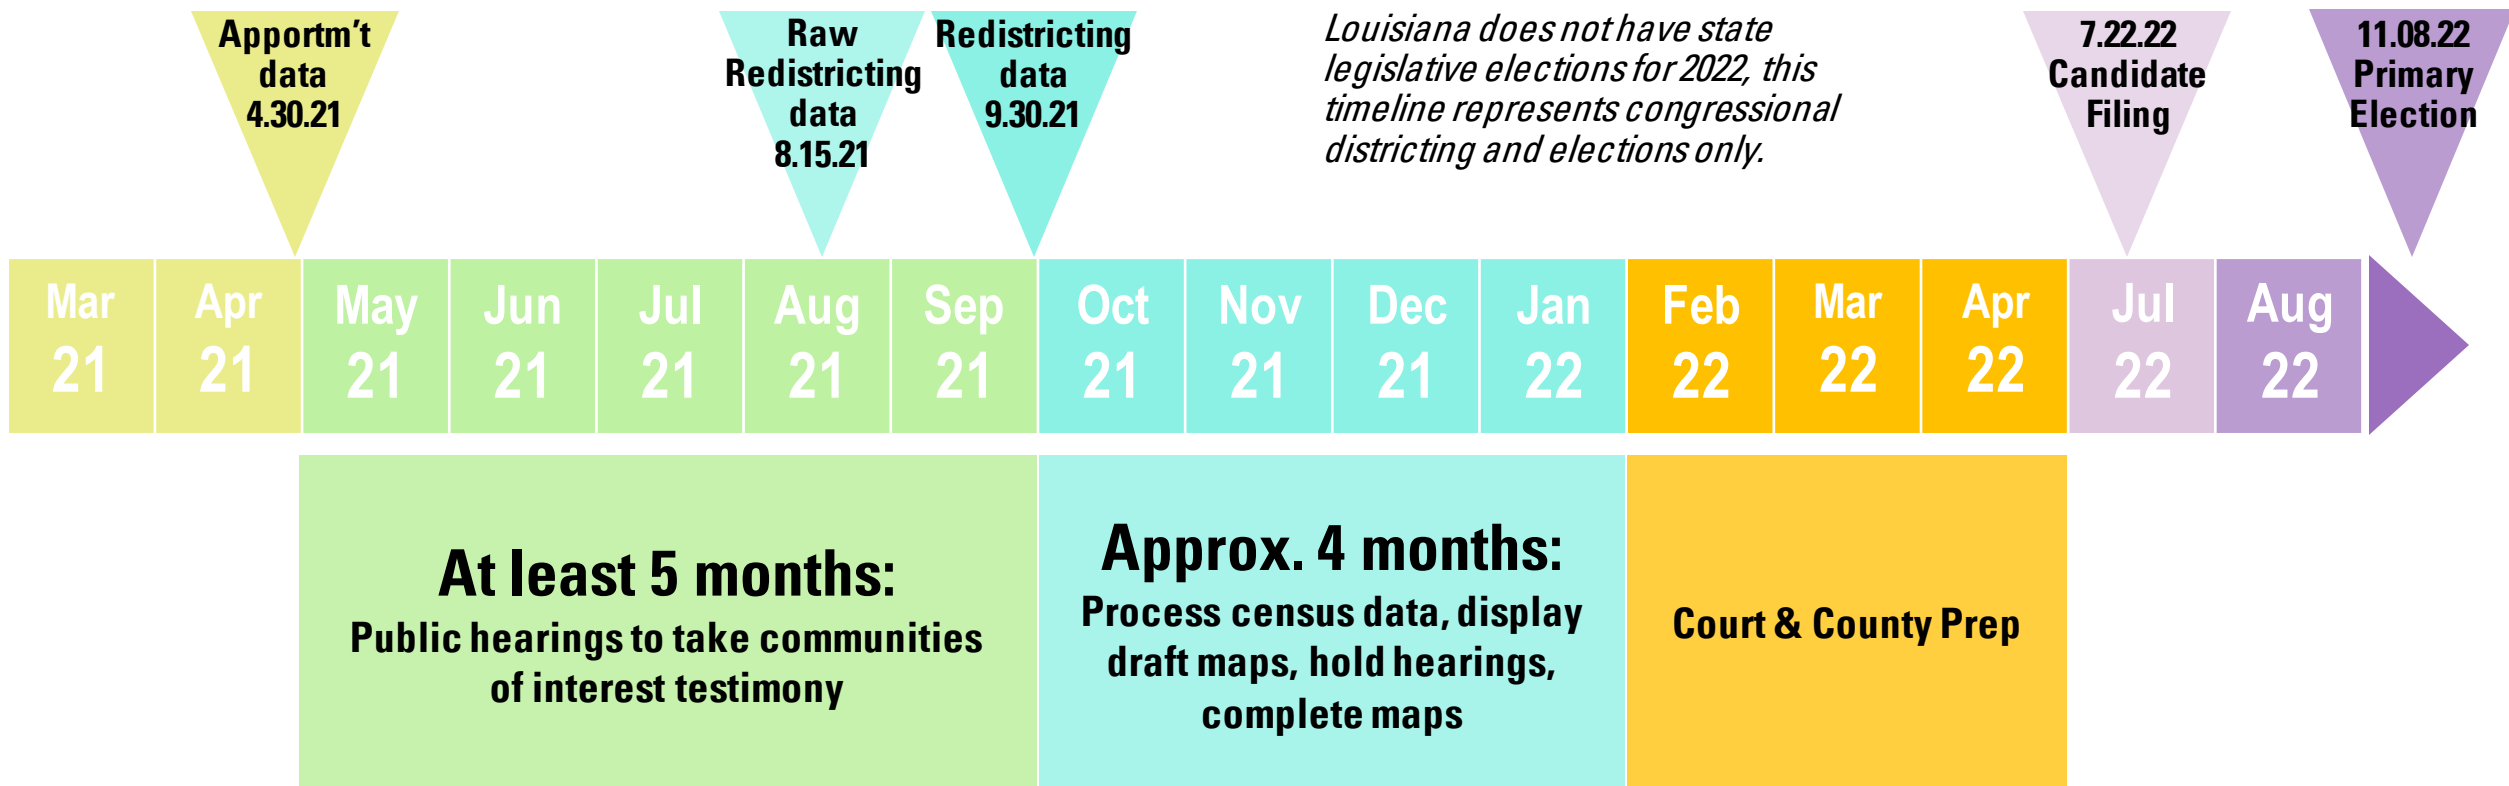 Apportm't
data
4.30.21
Raw
Redistricting
data
8.15.21
Redistricting
data
9.30.21
Louisiana does not have state
legislative elections for 2022, this
timeline represents congressional
districting and elections only.
7.22.22
Candidate
Filing
11.08.22
Primary
Election
Mar
21
Apr
21
May
21
Jun
21
Jul
21
Aug
21
Sep
21
Oct
21
Nov
21
Dec
21
Jan
22
Feb
22
Mar
22
Apr
22
Jul
22
Aug
22
At least 5 months:
Public hearings to take communities
of interest testimony
Approx. 4 months:
Process census data, display
draft maps, hold hearings,
complete maps
Court & County Prep